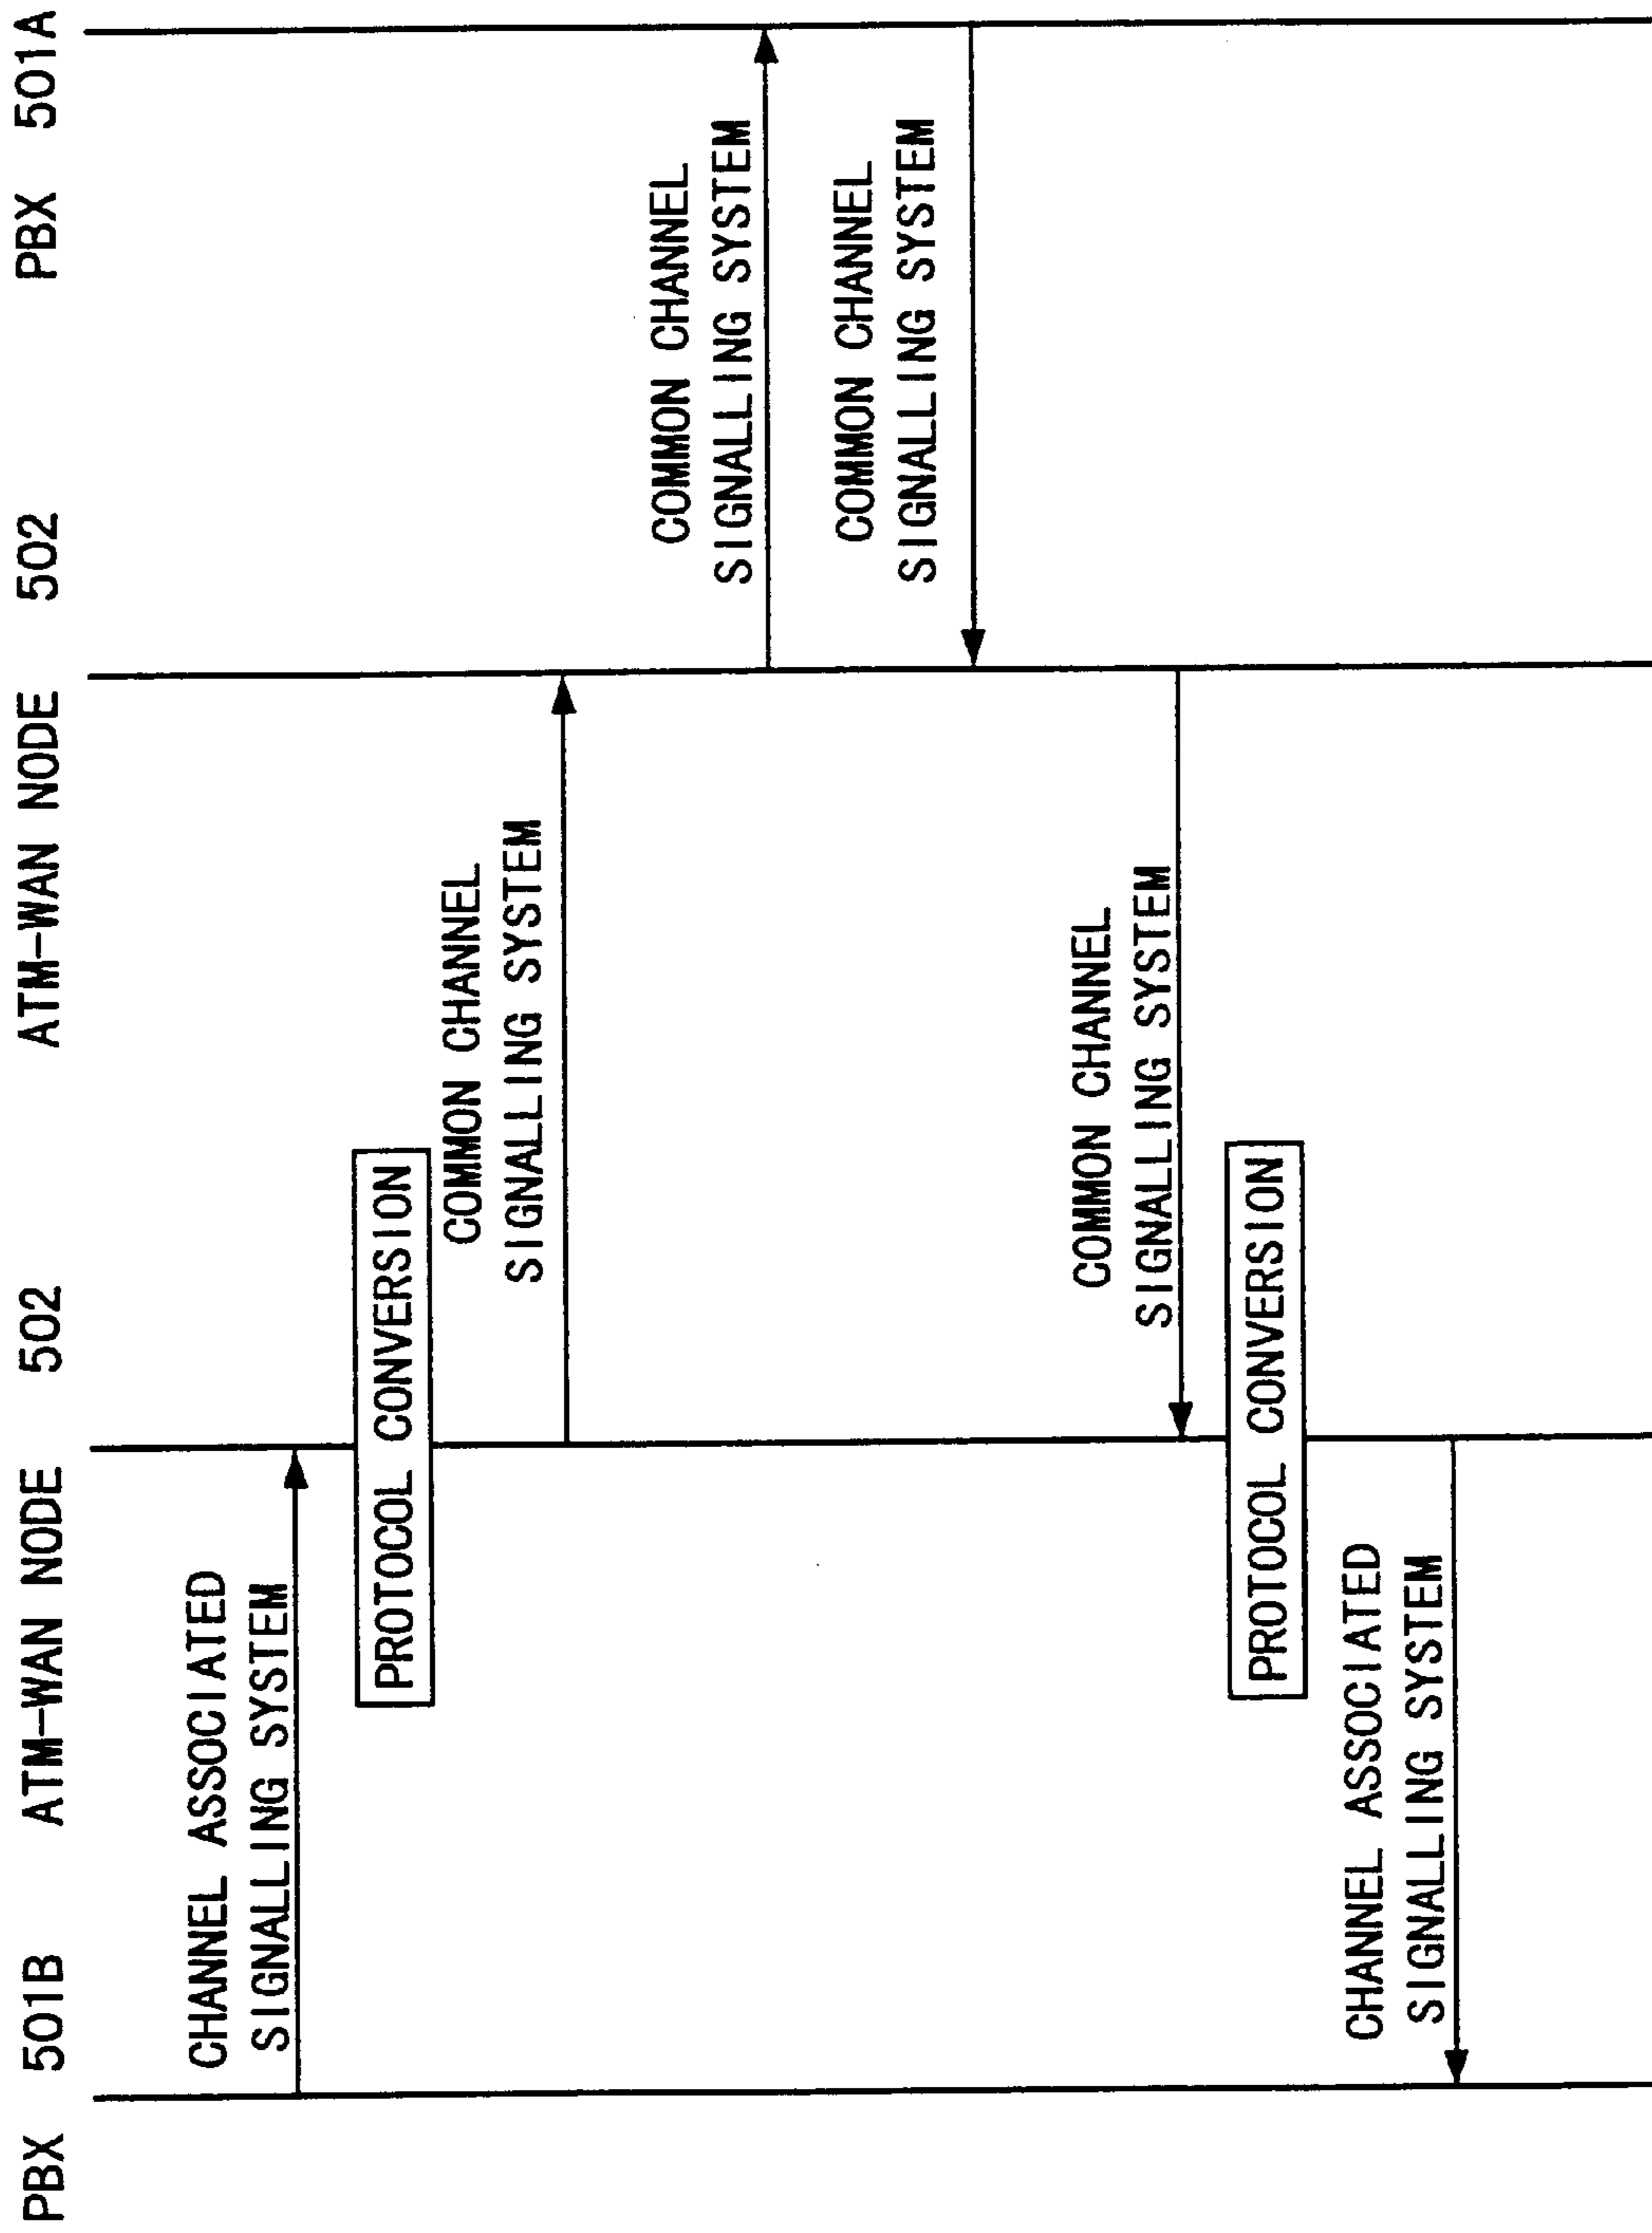 PBX 501B
ATM-WAN NODE 502
ATM-WAN NODE 502
PBX 501A
CHANNEL ASSOCIATED
SIGNALLING SYSTEM
PROTOCOL CONVERSION
COMMON CHANNEL
SIGNALLING SYSTEM
COMMON CHANNEL
SIGNALLING SYSTEM
COMMON CHANNEL
SIGNALLING SYSTEM
COMMON CHANNEL
SIGNALLING SYSTEM
PROTOCOL CONVERSION
CHANNEL ASSOCIATED
SIGNALLING SYSTEM